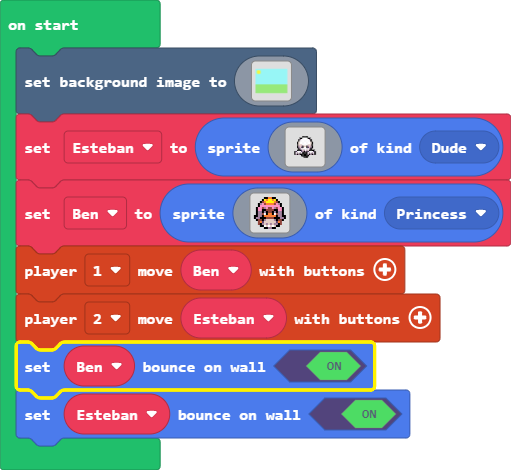 on start
set background image to
set Esteban to sprite of kind Dude
set Ben to sprite of kind Princess
player 1 move Ben with buttons
player 2 move Esteban with buttons
set Ben bounce on wall ON
set Esteban bounce on wall ON